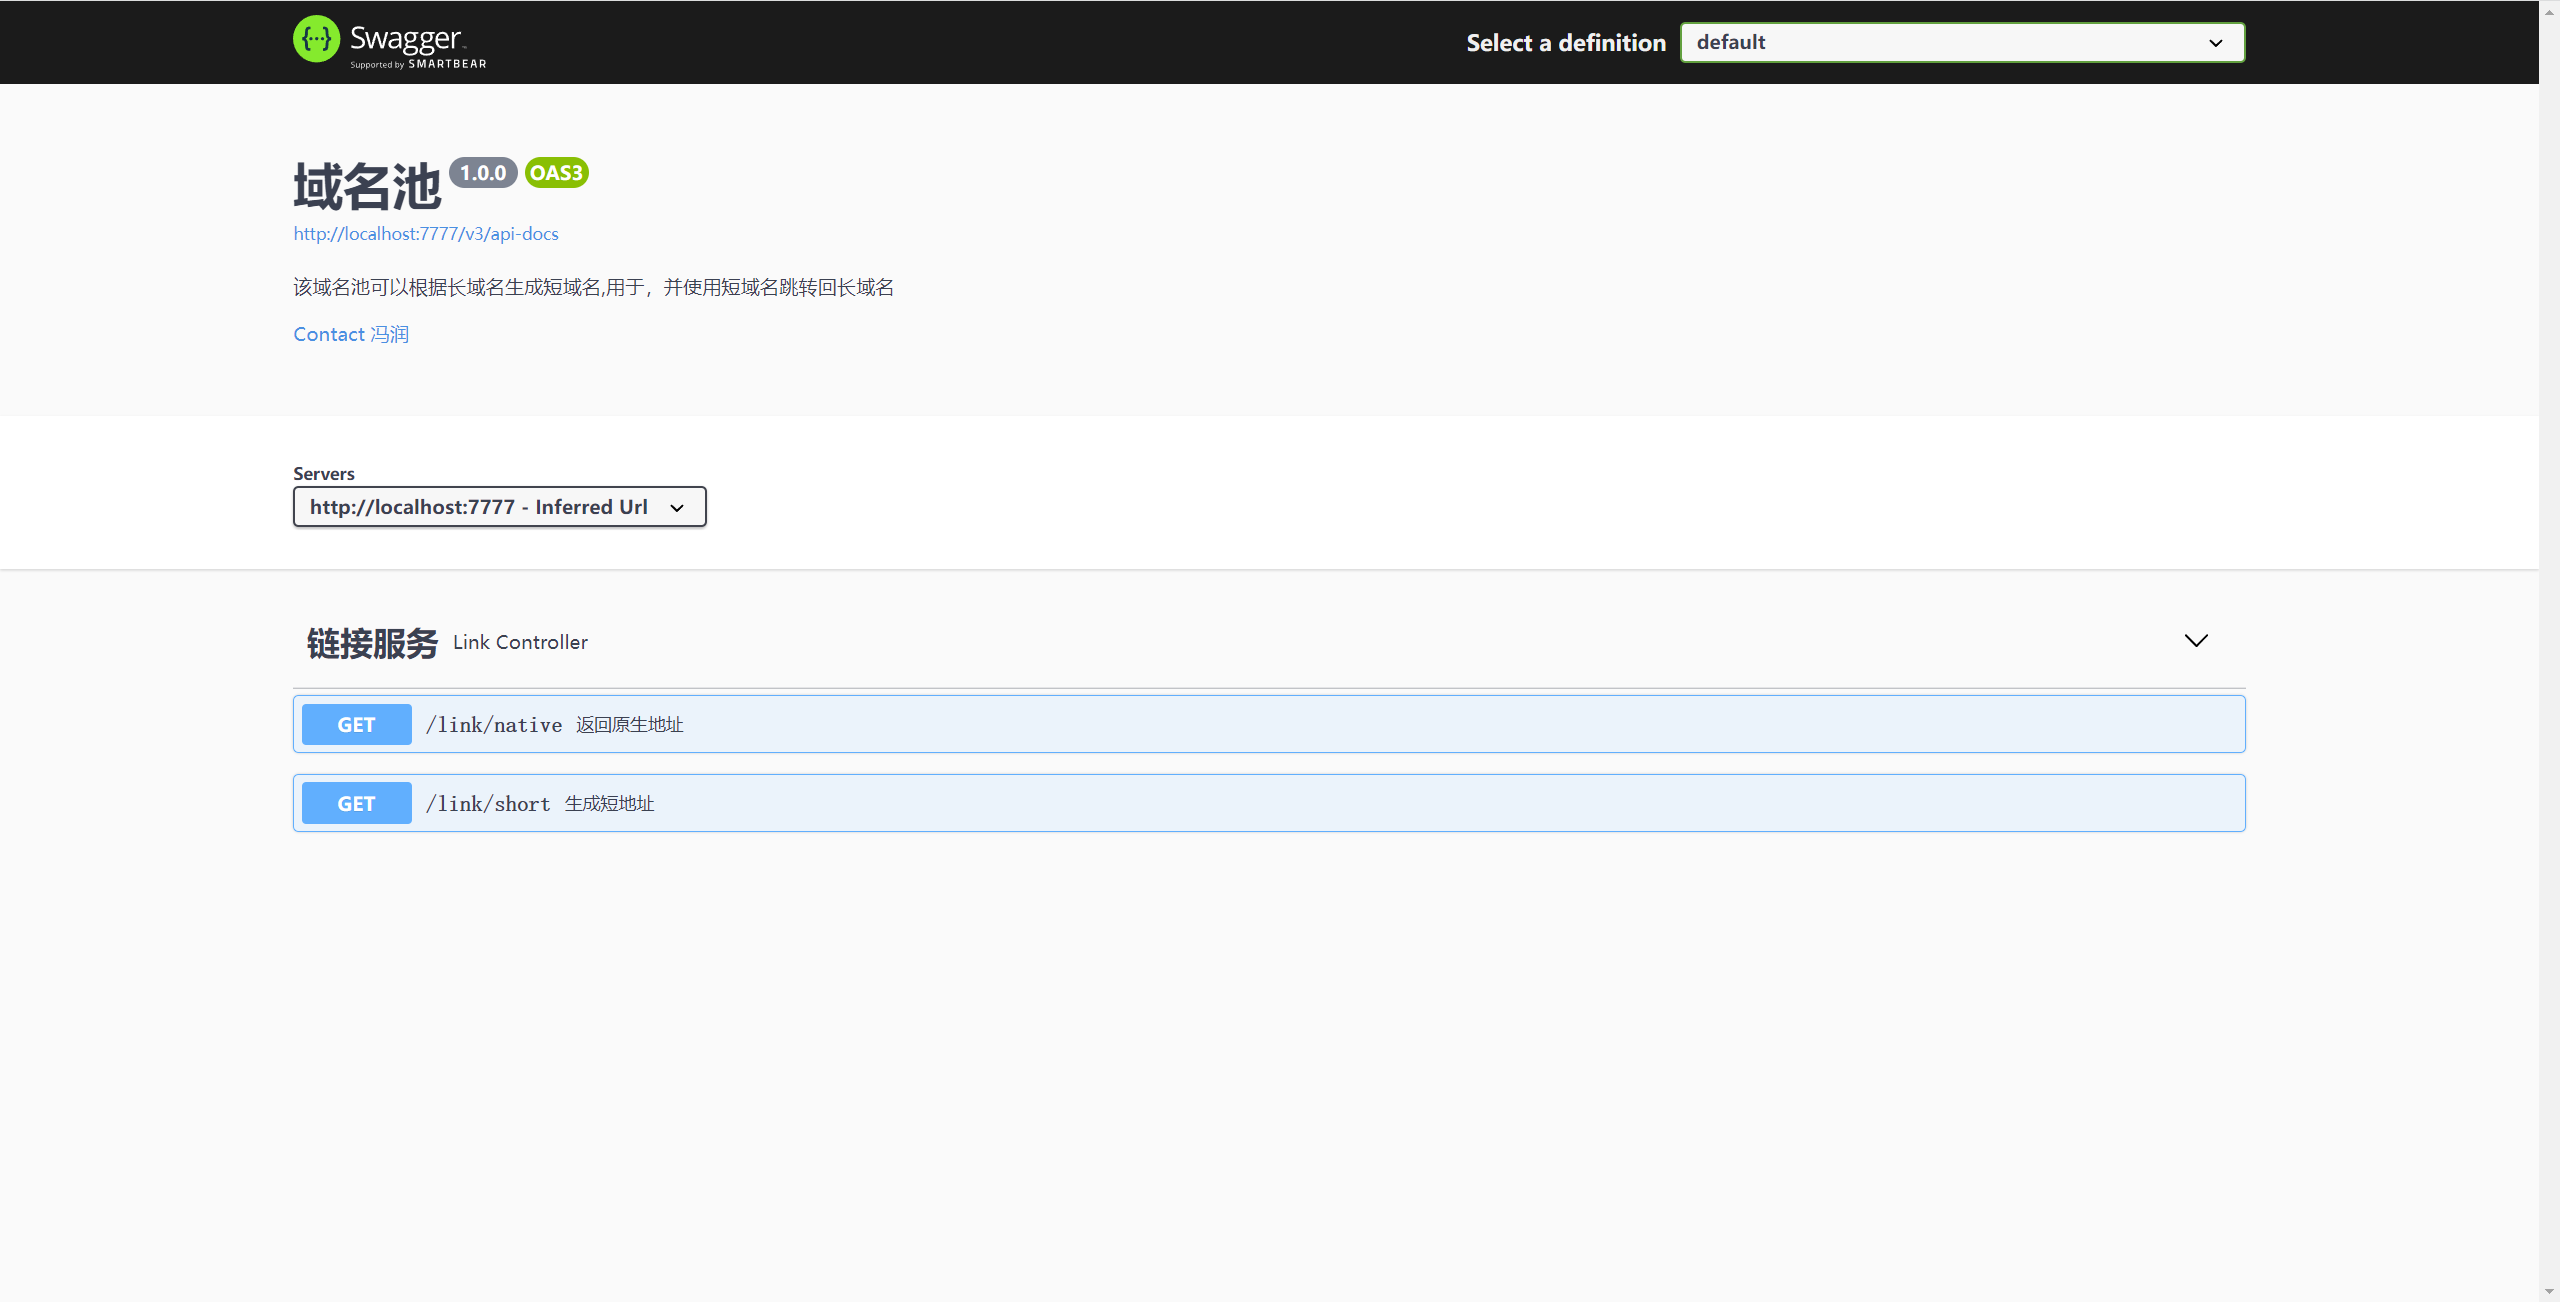 Swagger
Supported by SMARTBEAR
Select a definition
default
域名池 1.0.0 OAS3
http://localhost:7777/v3/api-docs
该域名池可以根据长域名生成短域名,用于，并使用短域名跳转回长域名
Contact 冯润
Servers
http://localhost:7777 - Inferred Url
链接服务 Link Controller
GET /link/native 返回原生地址
GET /link/short 生成短地址